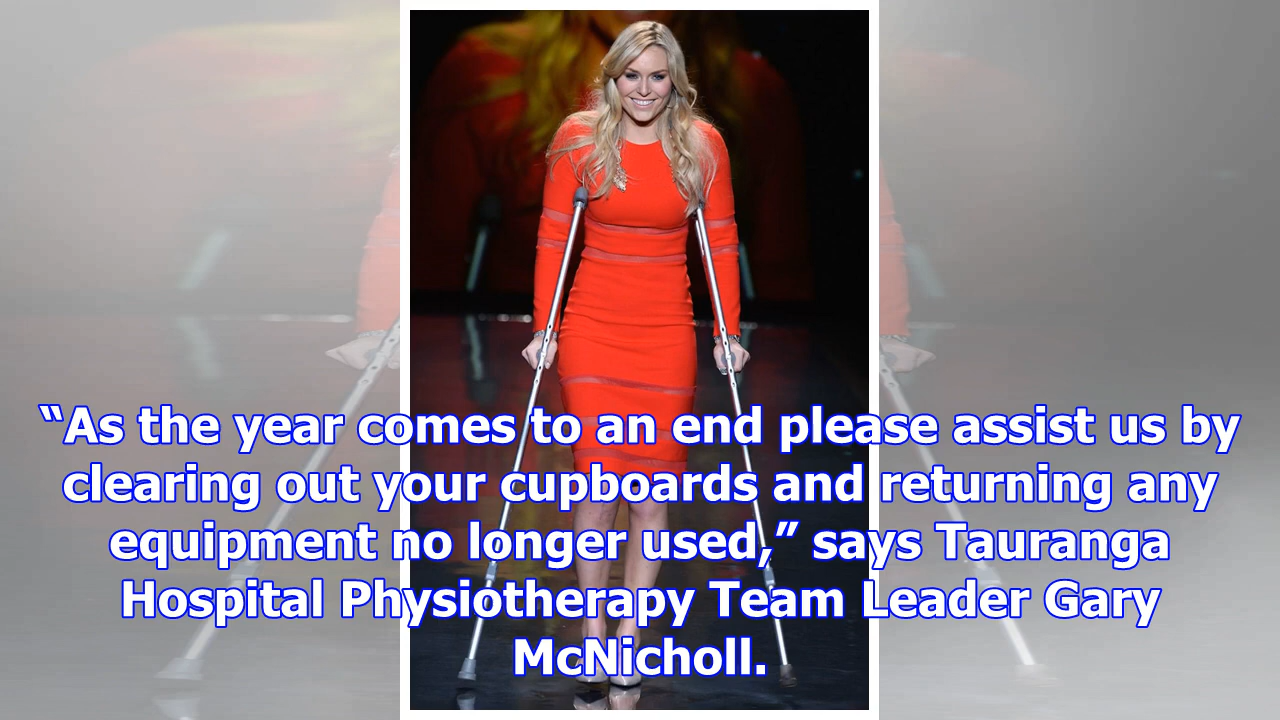 “As the year comes to an end please assist us by
clearing out your cupboards and returning any
equipment no longer used,” says Tauranga
Hospital Physiotherapy Team Leader Gary
McNicholl.